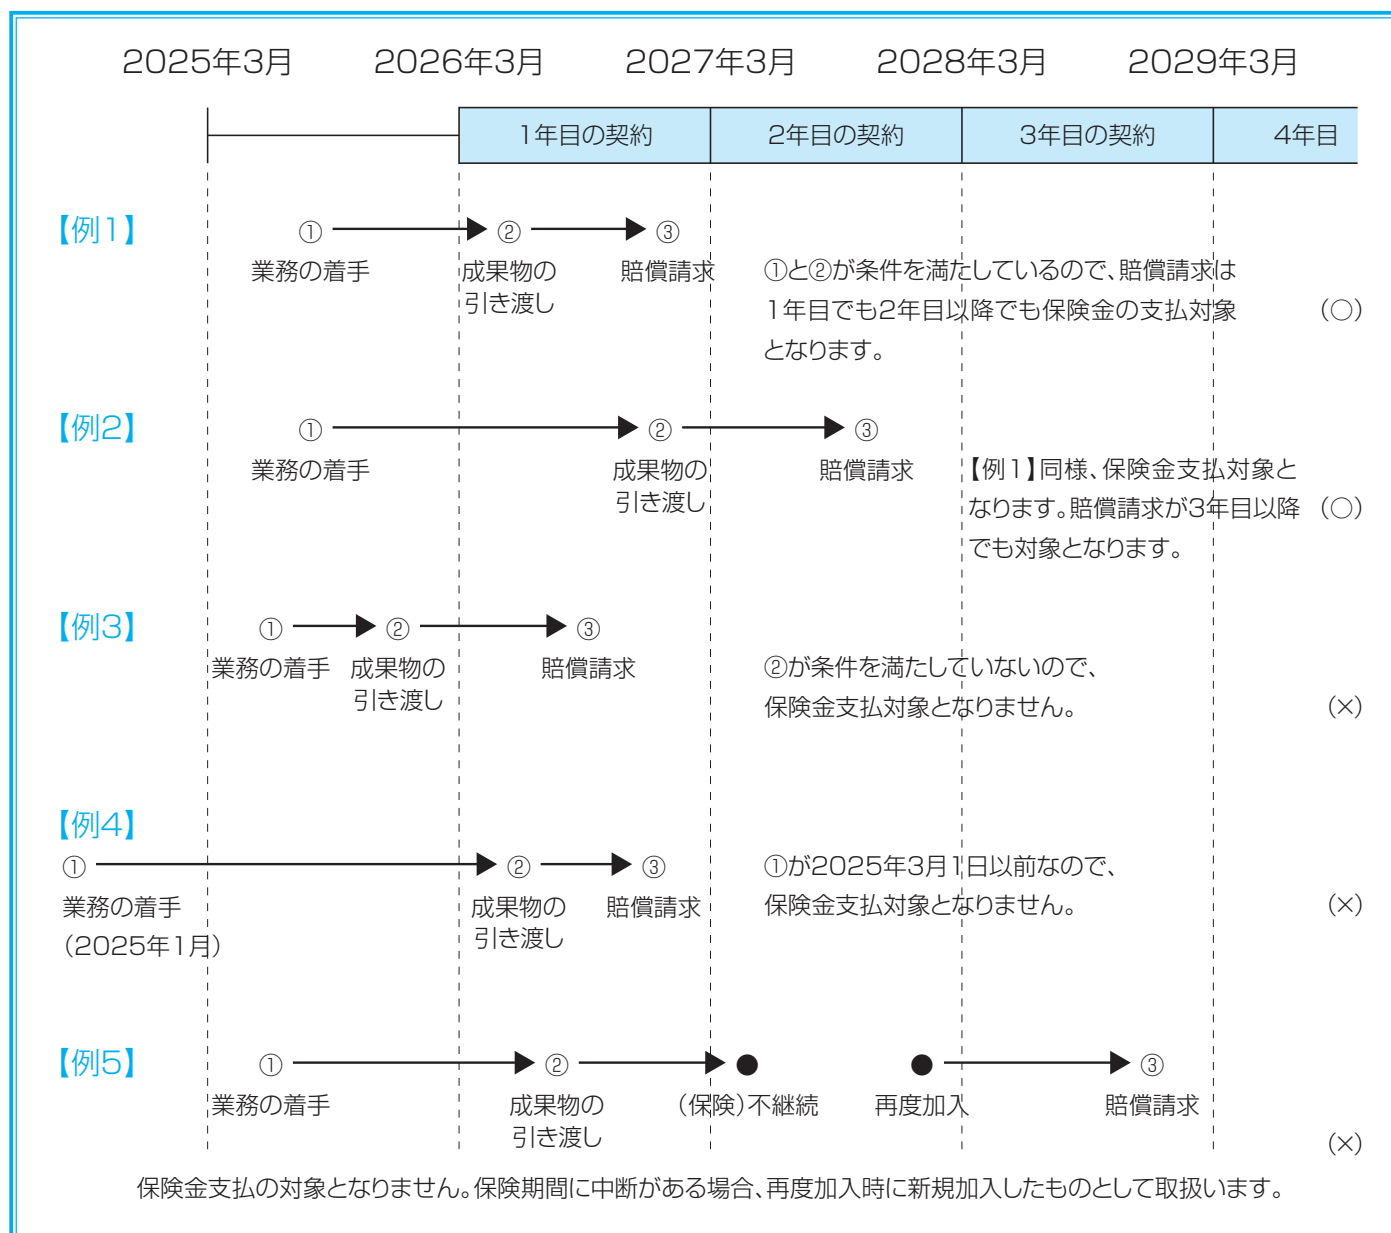 2025年3月 2026年3月 2027年3月 2028年3月 2029年3月
1年目の契約 2年目の契約 3年目の契約 4年目
【例1】
① ② ③
業務の着手 成果物の引き渡し 賠償請求
①と②が条件を満たしているので、賠償請求は
1年目でも2年目以降でも保険金の支払対象 (○)
となります。
【例2】
① ② ③
業務の着手 成果物の引き渡し 賠償請求
【例1】同様、保険金支払対象と
なります。賠償請求が3年目以降 (○)
でも対象となります。
【例3】
① ② ③
業務の着手 成果物の引き渡し 賠償請求
②が条件を満たしていないので、
保険金支払対象となりません。 (×)
【例4】
① ② ③
業務の着手 成果物の引き渡し 賠償請求
(2025年1月)
①が2025年3月1日以前なので、
保険金支払対象となりません。 (×)
【例5】
① ② ● ● ③
業務の着手 成果物の引き渡し (保険)不継続 再度加入 賠償請求
(×)
保険金支払の対象となりません。保険期間に中断がある場合、再度加入時に新規加入したものとして取扱います。